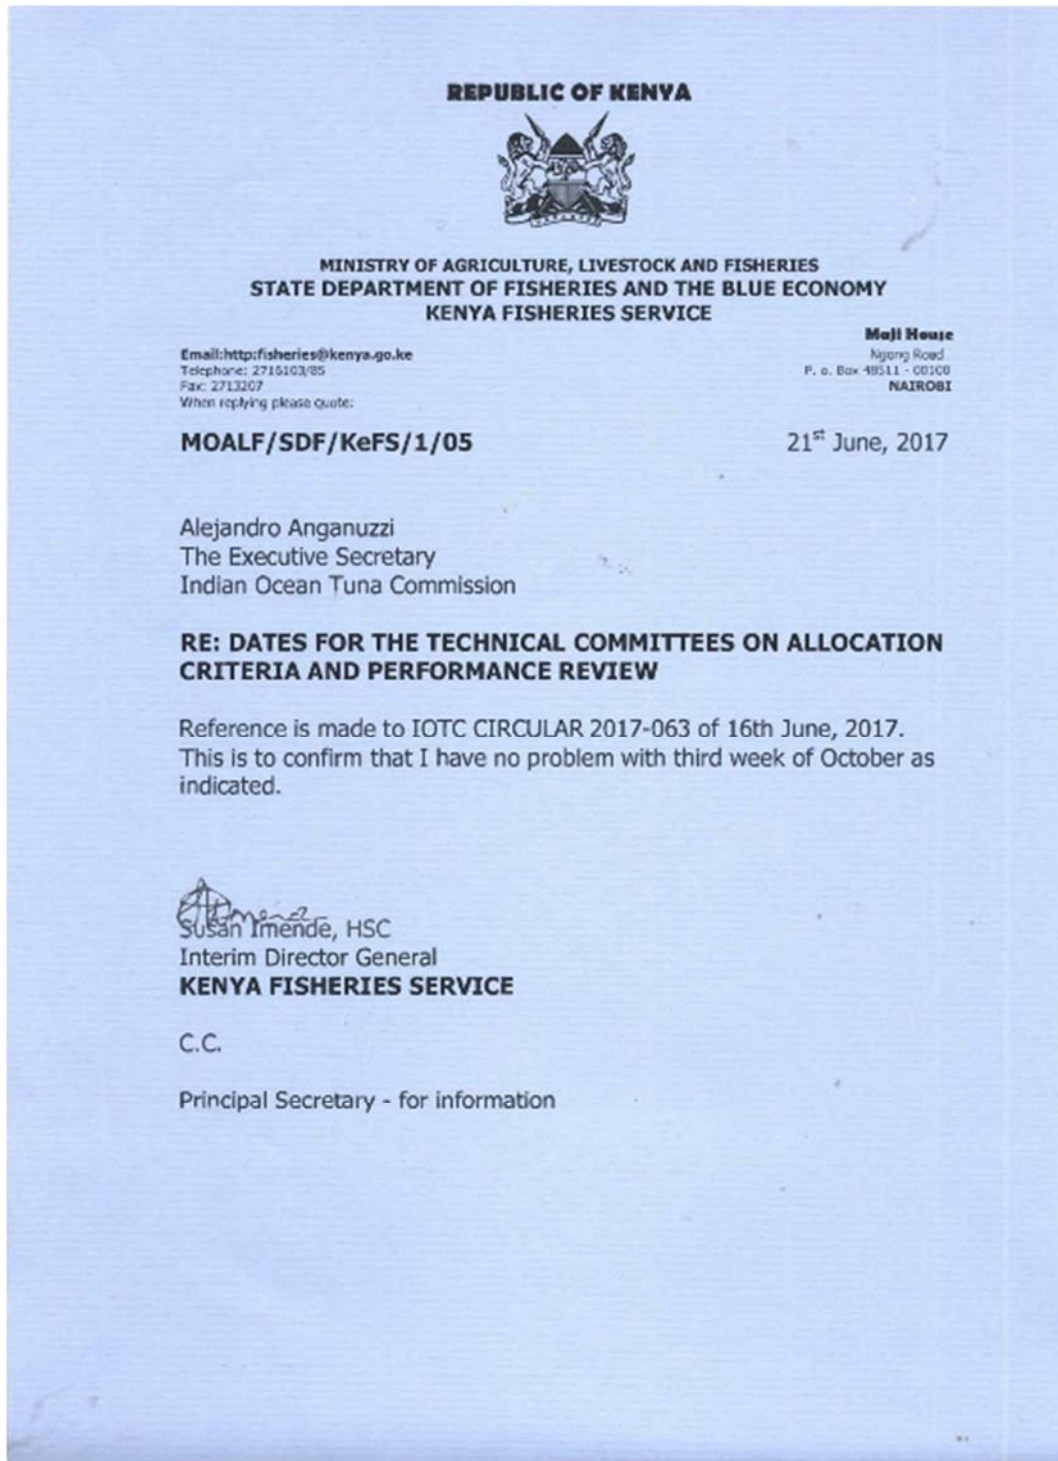 REPUBLIC OF KENYA
MINISTRY OF AGRICULTURE, LIVESTOCK AND FISHERIES
STATE DEPARTMENT OF FISHERIES AND THE BLUE ECONOMY
KENYA FISHERIES SERVICE
Maji House
Email:http:fisheries@kenya.go.ke
Ngong Road
Telephone: 2716103/85
P. o. Box 48511 - 00100
Fax: 2713207
NAIROBI
When replying please quote:
MOALF/SDF/KeFS/1/05
21st June, 2017
Alejandro Anganuzzi
The Executive Secretary
Indian Ocean Tuna Commission
RE: DATES FOR THE TECHNICAL COMMITTEES ON ALLOCATION
CRITERIA AND PERFORMANCE REVIEW
Reference is made to IOTC CIRCULAR 2017-063 of 16th June, 2017.
This is to confirm that I have no problem with third week of October as
indicated.
Susan Imende, HSC
Interim Director General
KENYA FISHERIES SERVICE
C.C.
Principal Secretary - for information